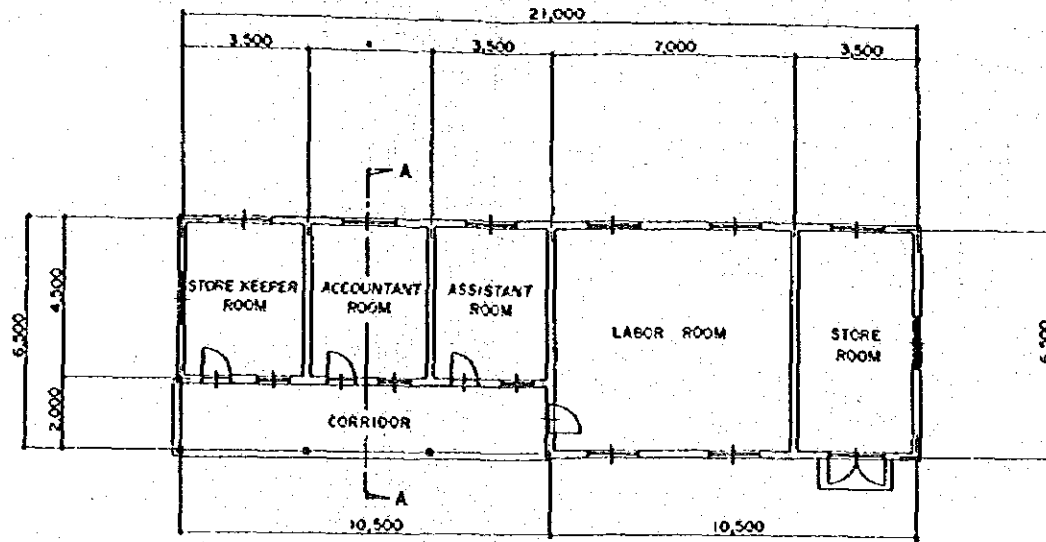 21,000
3,500
3,500
7,000
3,500
A
6,500
4,500
2,000
STORE KEEPER
ROOM
ACCOUNTANT
ROOM
ASSISTANT
ROOM
LABOR ROOM
STORE
ROOM
CORRIDOR
A
10,500
10,500